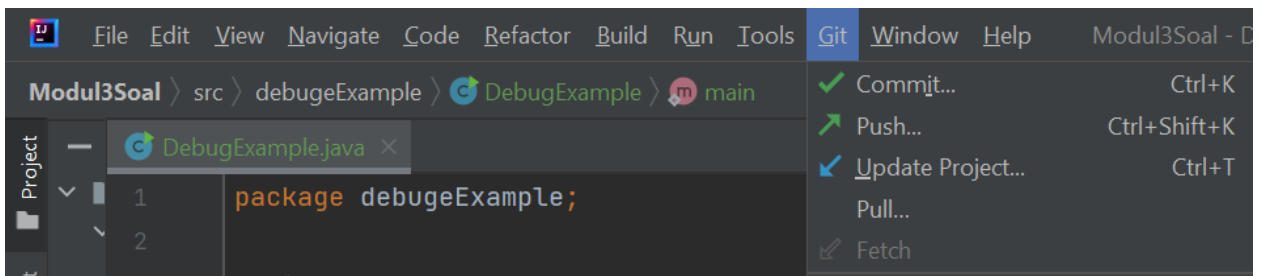 IJ File Edit View Navigate Code Refactor Build Run Tools Git Window Help Modul3Soal - D
Modul3Soal src debugeExample DebugExample main
DebugExample.java
Project
1 package debugeExample;
2
Commit... Ctrl+K
Push... Ctrl+Shift+K
Update Project... Ctrl+T
Pull...
Fetch